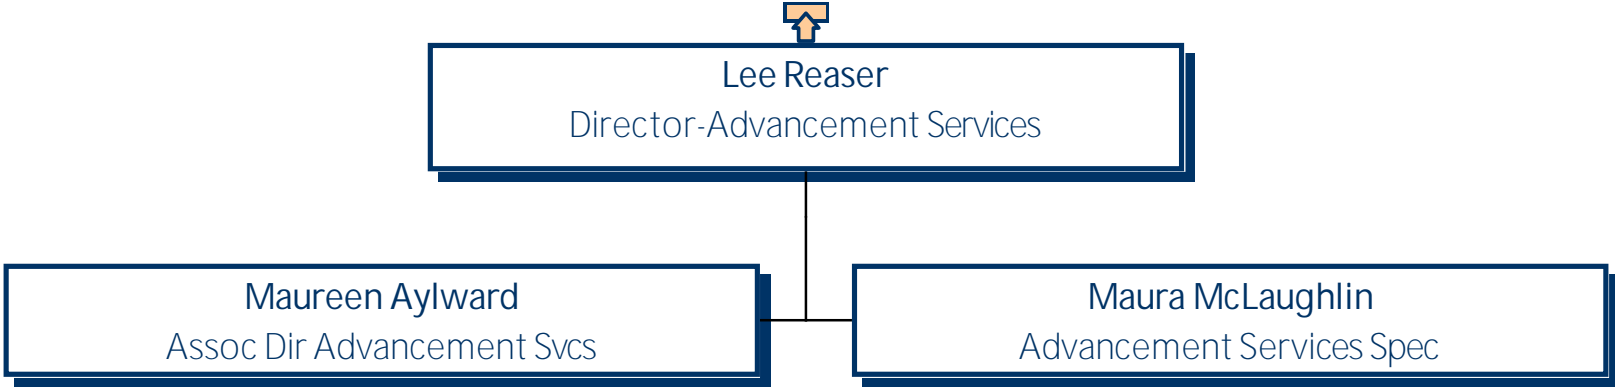 Lee Reaser
Director-Advancement Services
Maureen Aylward
Assoc Dir Advancement Svcs
Maura McLaughlin
Advancement Services Spec